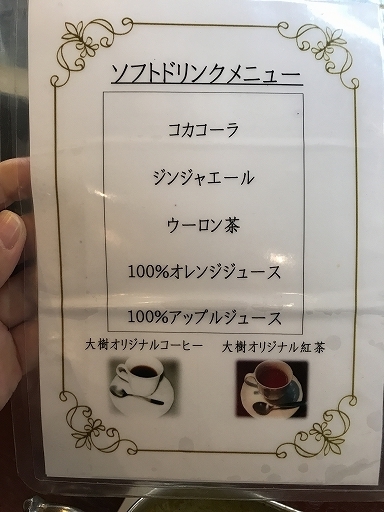 ソフトドリンクメニュー
コカコーラ
ジンジャエール
ウーロン茶
100%オレンジジュース
100%アップルジュース
大樹オリジナルコーヒー 大樹オリジナル紅茶